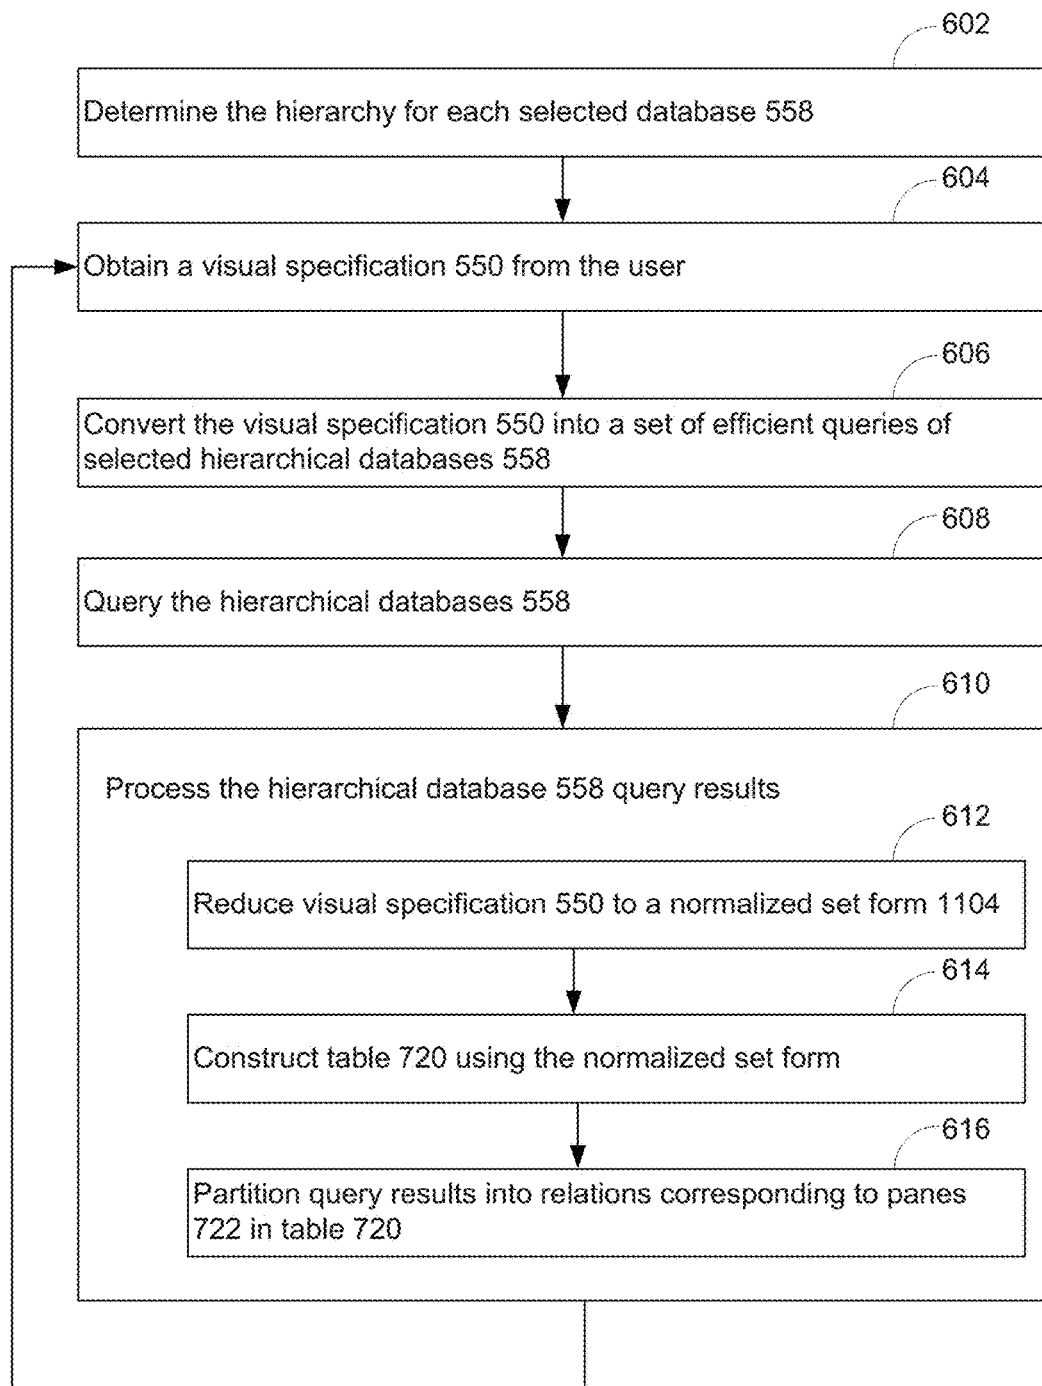 602
Determine the hierarchy for each selected database 558
604
Obtain a visual specification 550 from the user
606
Convert the visual specification 550 into a set of efficient queries of
selected hierarchical databases 558
608
Query the hierarchical databases 558
610
Process the hierarchical database 558 query results
612
Reduce visual specification 550 to a normalized set form 1104
614
Construct table 720 using the normalized set form
616
Partition query results into relations corresponding to panes
722 in table 720